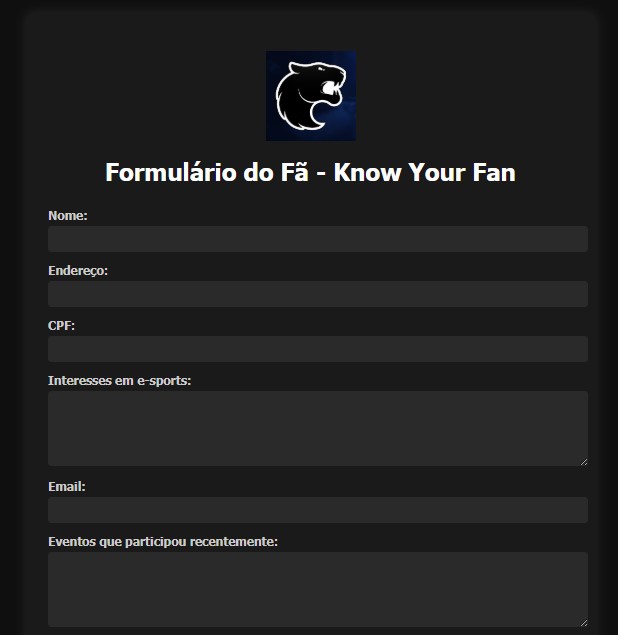 Formulário do Fã - Know Your Fan
Nome:
Endereço:
CPF:
Interesses em e-sports:
Email:
Eventos que participou recentemente: